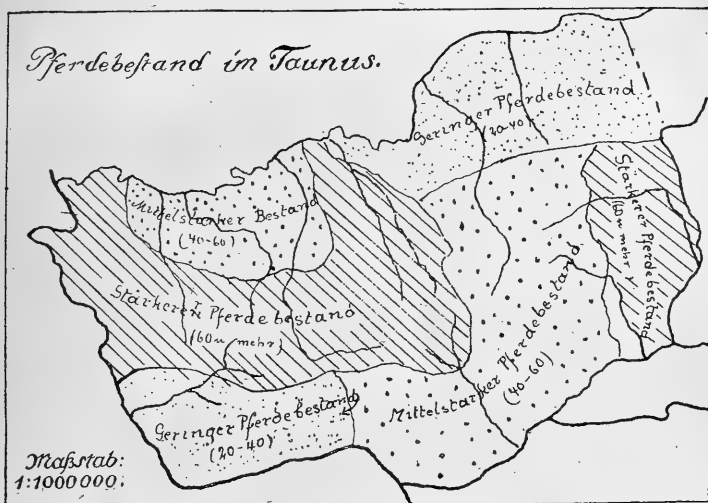 Pferdebestand im Taunus.
Geringer Pferdebestand
(20-40)
Mittelstarker Bestand
(40-60)
Stärkerer Pferdebestand
(60 u mehr)
Stärkerer Pferdebestand
(60 u. mehr)
Mittelstarker Pferdebestand
(40-60)
Geringer Pferdebestand
(20-40)
Maßstab:
1:1000000.